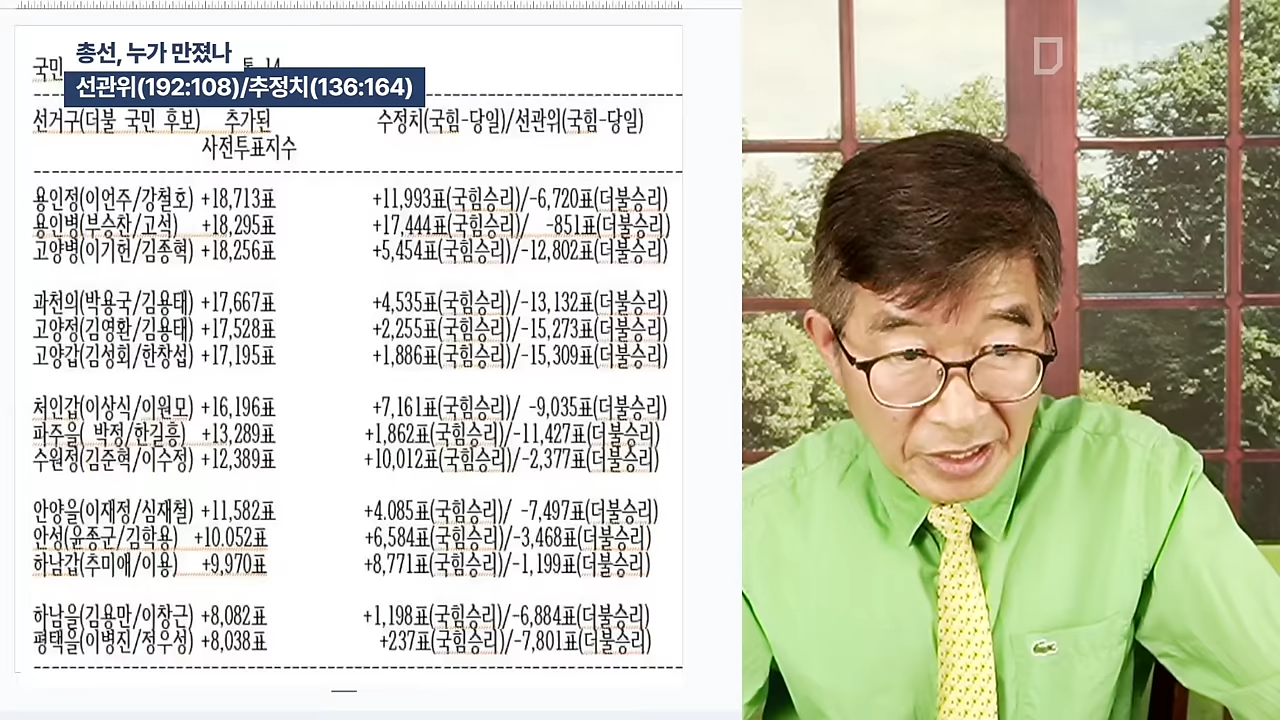 총선, 누가 만졌나
국민 14
선관위(192:108)/추정치(136:164)
선거구(더불 국민 후보) 추가된 수정치(국힘-당일)/선관위(국힘-당일)
사전투표지수
용인정(이언주/강철호) +18,713표 +11,993표(국힘승리)/-6,720표(더불승리)
용인병(부승찬/고석) +18,295표 +17,444표(국힘승리)/ -851표(더불승리)
고양병(이기헌/김종혁) +18,256표 +5,454표(국힘승리)/-12,802표(더불승리)
과천의(박용국/김용태) +17,667표 +4,535표(국힘승리)/-13,132표(더불승리)
고양정(김영환/김용태) +17,528표 +2,255표(국힘승리)/-15,273표(더불승리)
고양갑(김성회/한창섭) +17,195표 +1,886표(국힘승리)/-15,309표(더불승리)
처인갑(이상식/이원모) +16,196표 +7,161표(국힘승리)/ -9,035표(더불승리)
파주을( 박정/한길룡) +13,289표 +1,862표(국힘승리)/-11,427표(더불승리)
수원정(김준혁/이수정) +12,389표 +10,012표(국힘승리)/-2,377표(더불승리)
안양을(이재정/심재철) +11,582표 +4.085표(국힘승리)/ -7,497표(더불승리)
안성(윤종군/김학용) +10.052표 +6,584표(국힘승리)/-3,468표(더불승리)
하남갑(추미애/이용) +9,970표 +8,771표(국힘승리)/-1,199표(더불승리)
하남을(김용만/이창근) +8,082표 +1,198표(국힘승리)/-6,884표(더불승리)
평택을(이병진/정우성) +8,038표 +237표(국힘승리)/-7,801표(더불승리)